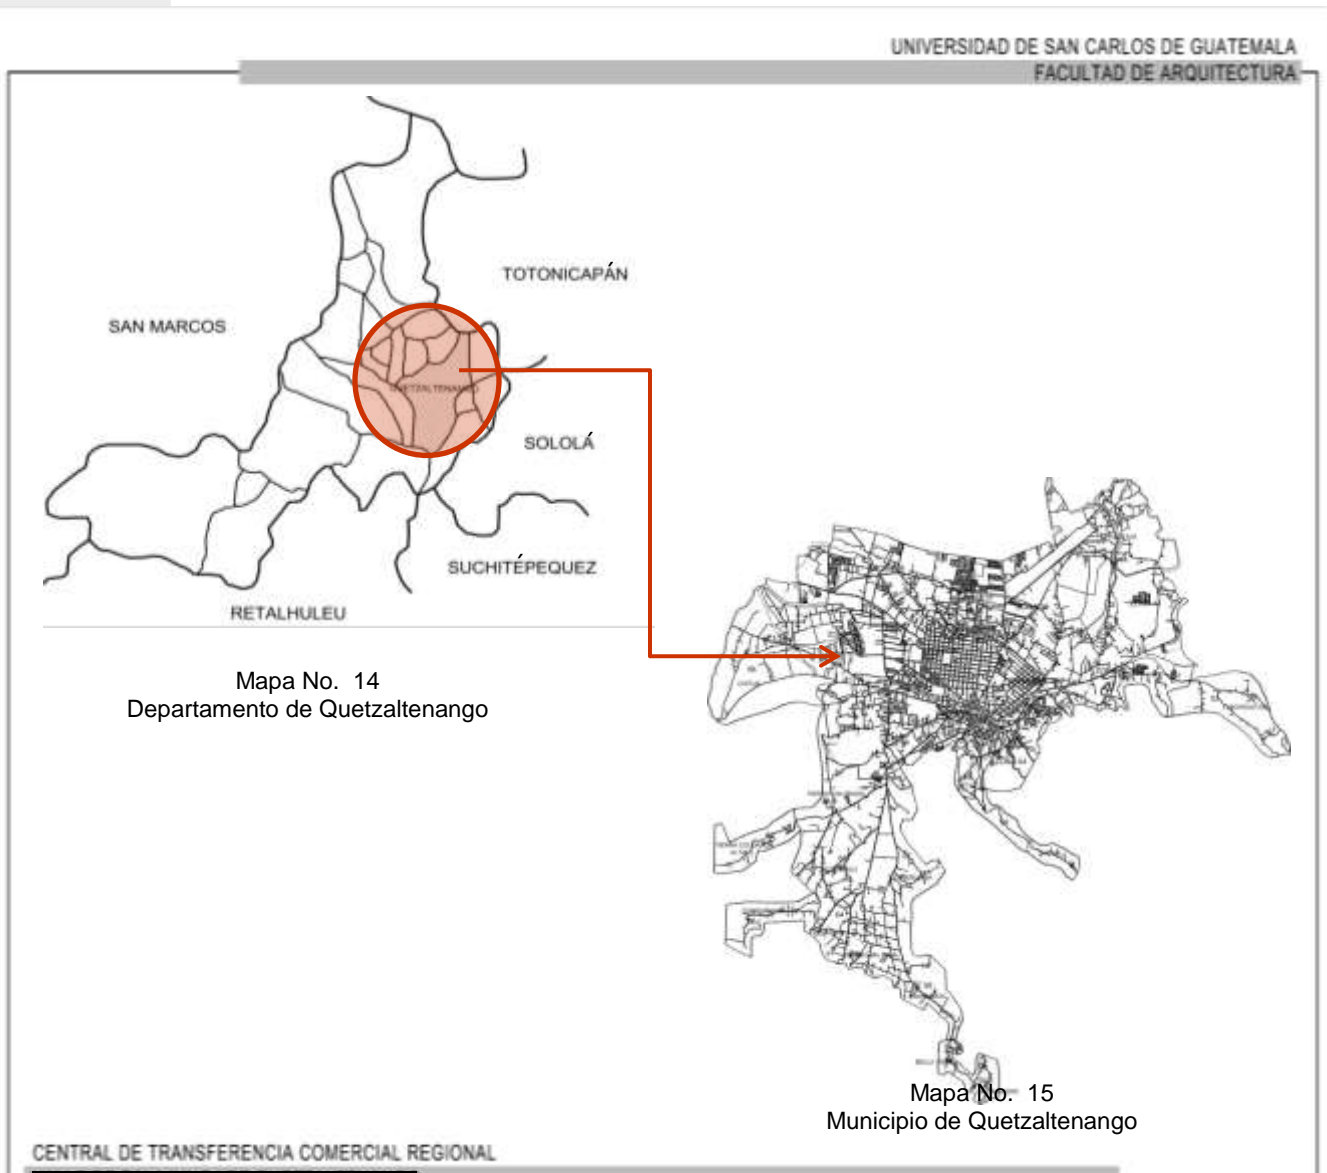 UNIVERSIDAD DE SAN CARLOS DE GUATEMALA
FACULTAD DE ARQUITECTURA
TOTONICAPÁN
SAN MARCOS
QUETZALTENANGO
SOLOLÁ
SUCHITÉPEQUEZ
RETALHULEU
Mapa No. 14
Departamento de Quetzaltenango
Mapa No. 15
Municipio de Quetzaltenango
CENTRAL DE TRANSFERENCIA COMERCIAL REGIONAL